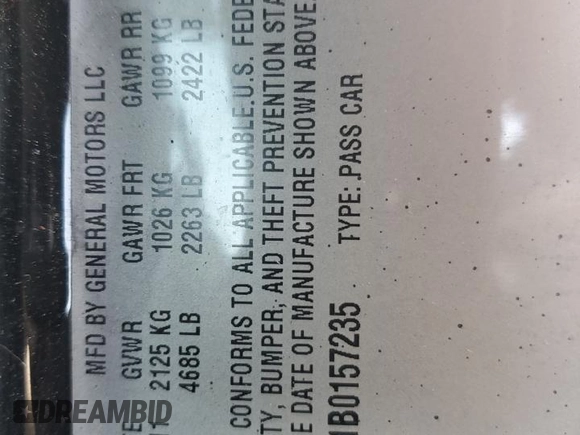 MFD BY GENERAL MOTORS LLC
TE GVWR GAWR FRT GAWR RR
11 2125 KG 1026 KG 1099 KG
4685 LB 2263 LB 2422 LB
CONFORMS TO ALL APPLICABLE U.S. FEDE
TY, BUMPER, AND THEFT PREVENTION STA
E DATE OF MANUFACTURE SHOWN ABOVE.
1B0157235 TYPE: PASS CAR
DREAMBID